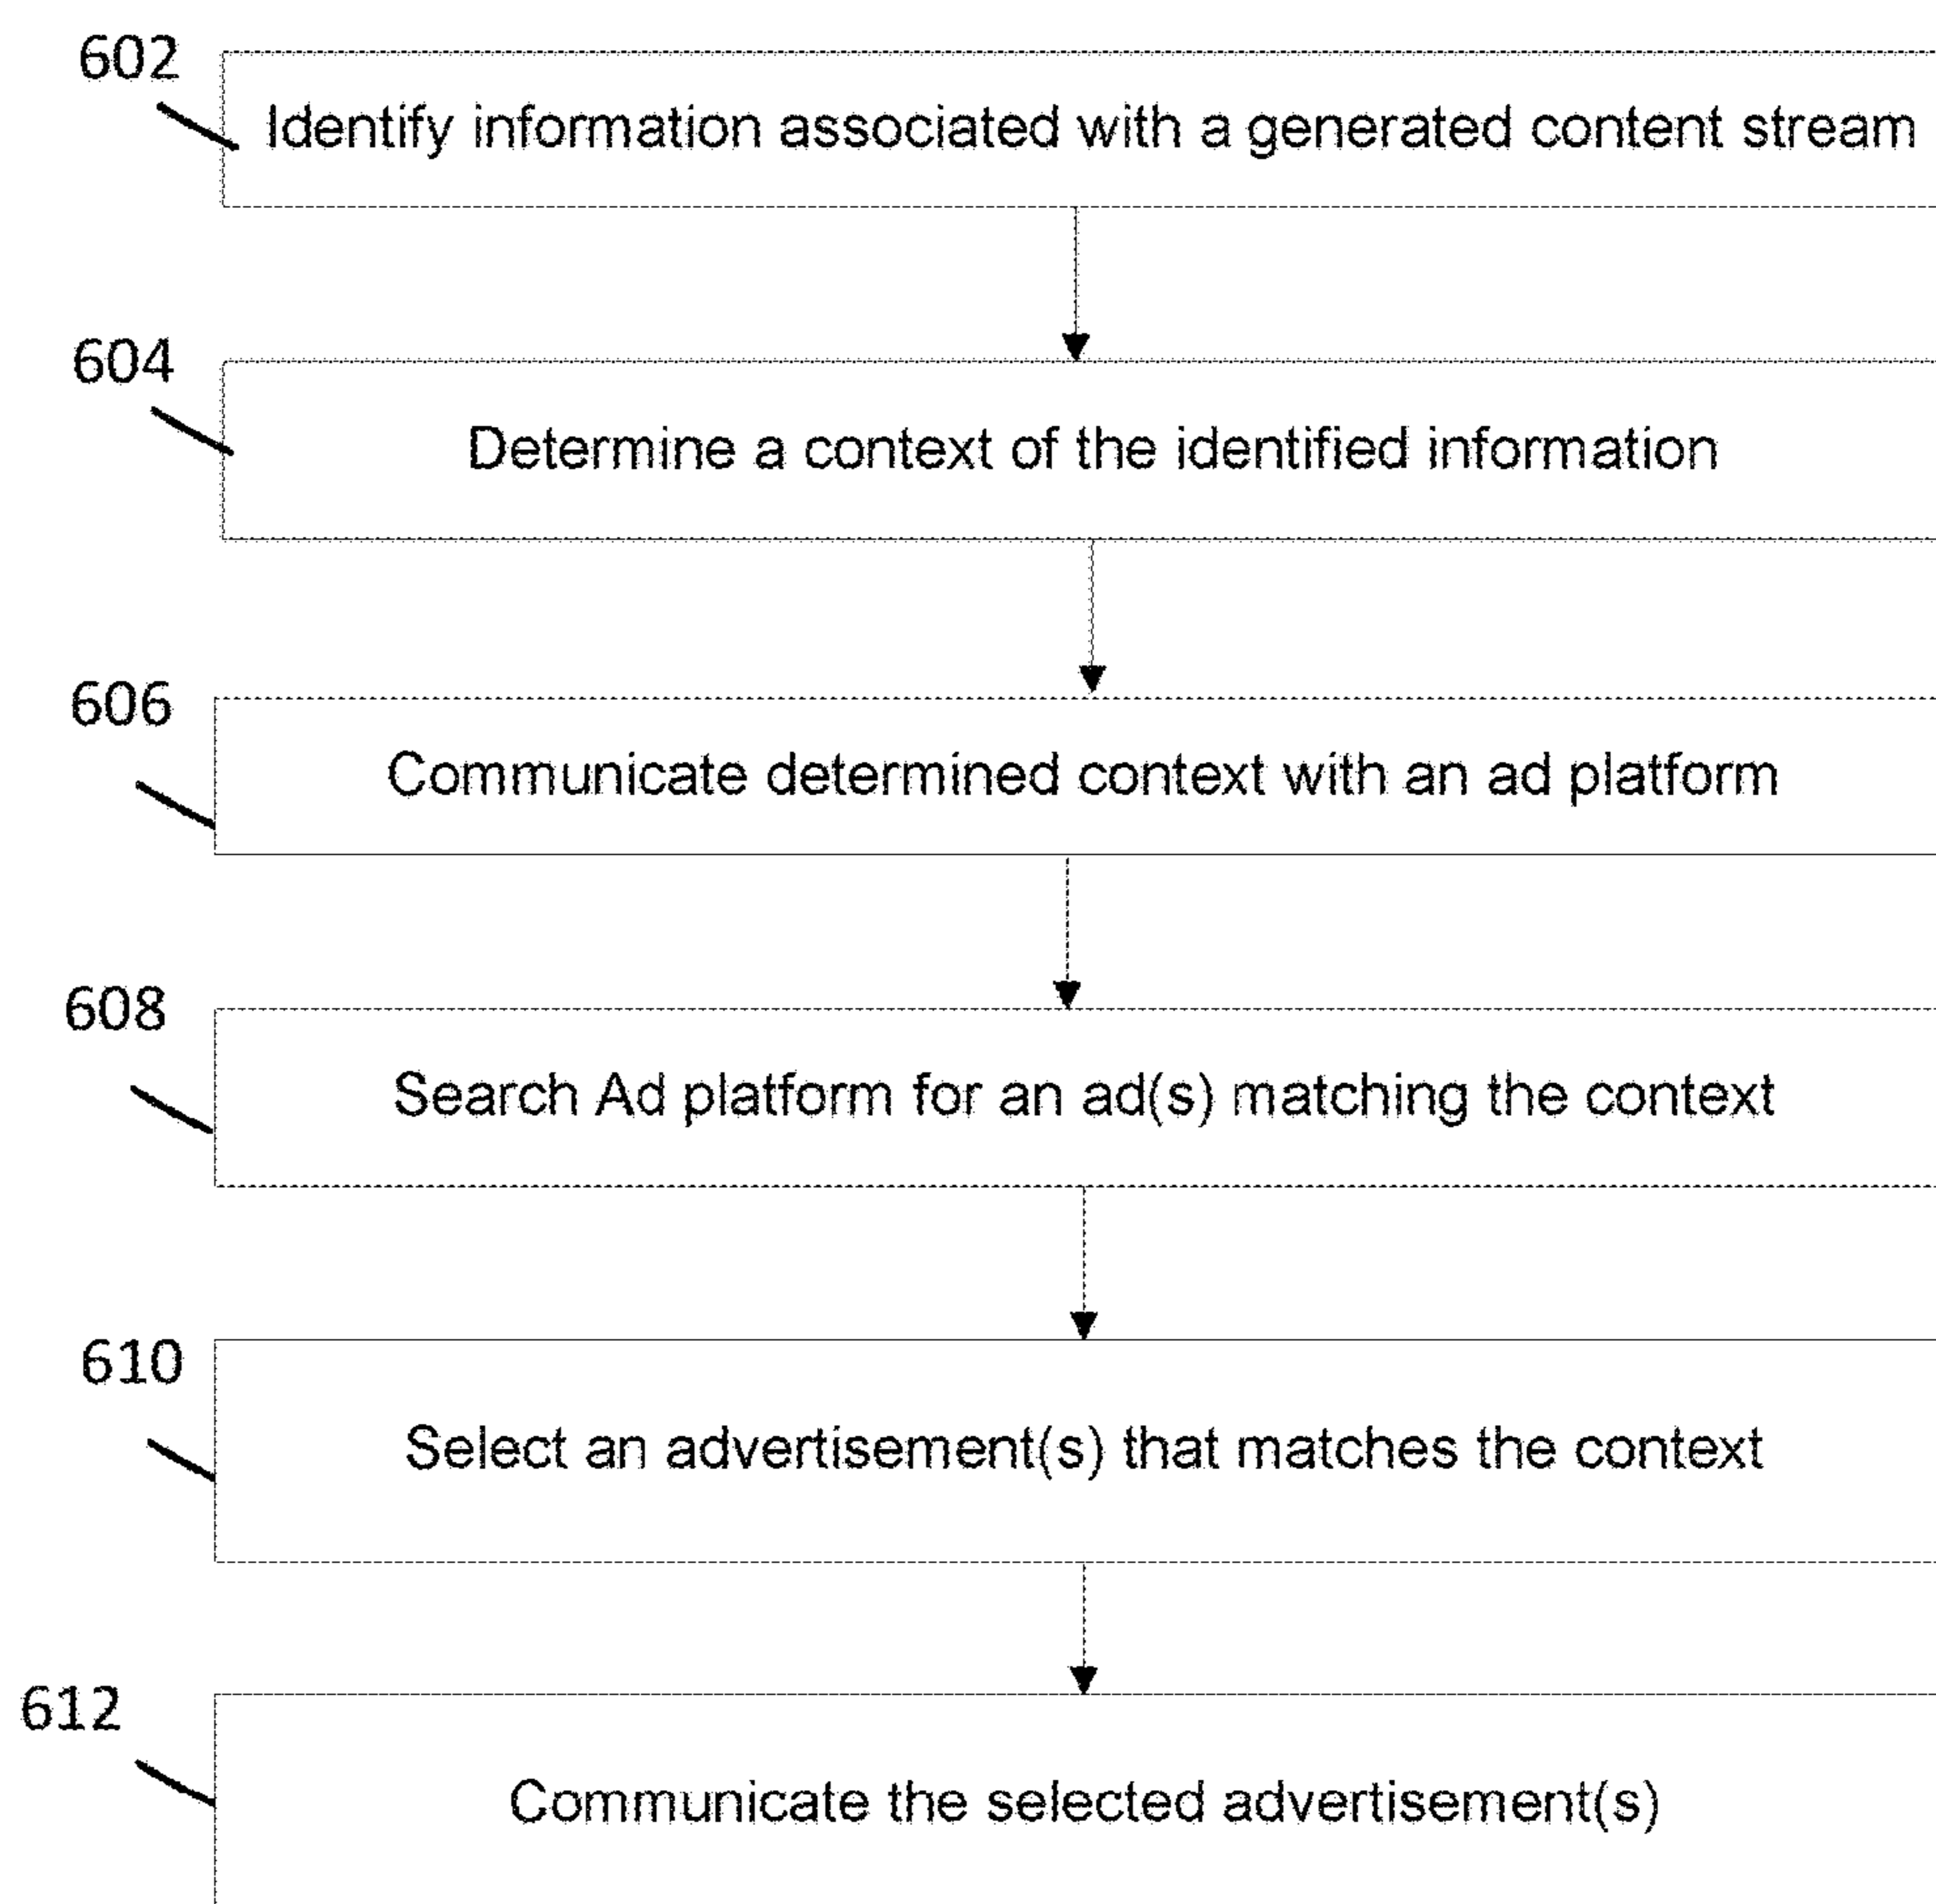 602
Identify information associated with a generated content stream
604
Determine a context of the identified information
606
Communicate determined context with an ad platform
608
Search Ad platform for an ad(s) matching the context
610
Select an advertisement(s) that matches the context
612
Communicate the selected advertisement(s)